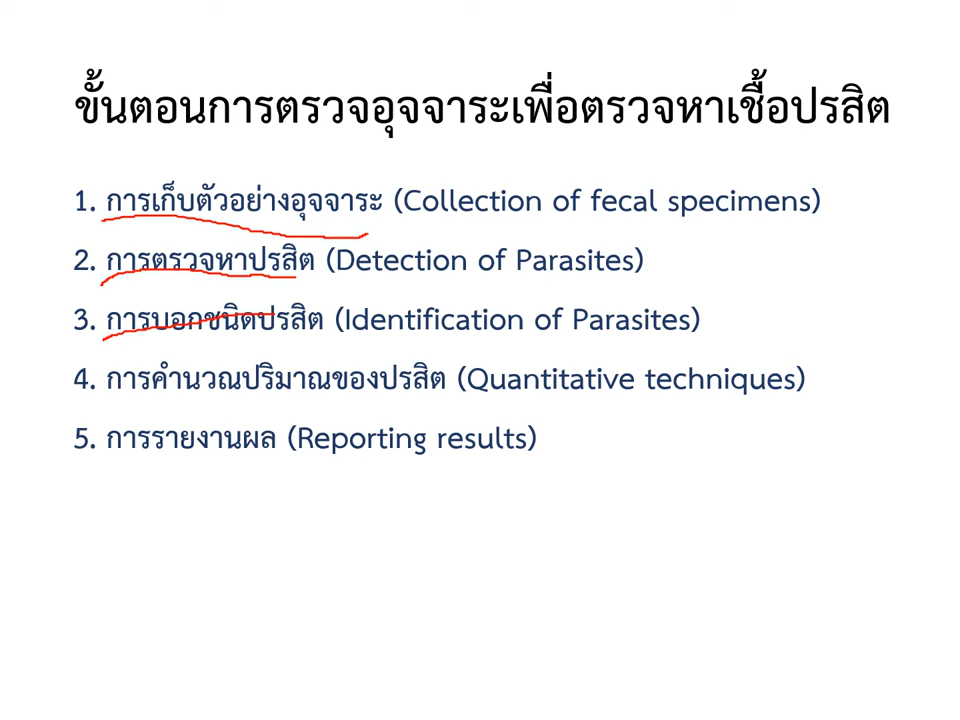 ขั้นตอนการตรวจอุจจาระเพื่อตรวจหาเชื้อปรสิต
1. การเก็บตัวอย่างอุจจาระ (Collection of fecal specimens)
2. การตรวจหาปรสิต (Detection of Parasites)
3. การบอกชนิดปรสิต (Identification of Parasites)
4. การคำนวณปริมาณของปรสิต (Quantitative techniques)
5. การรายงานผล (Reporting results)